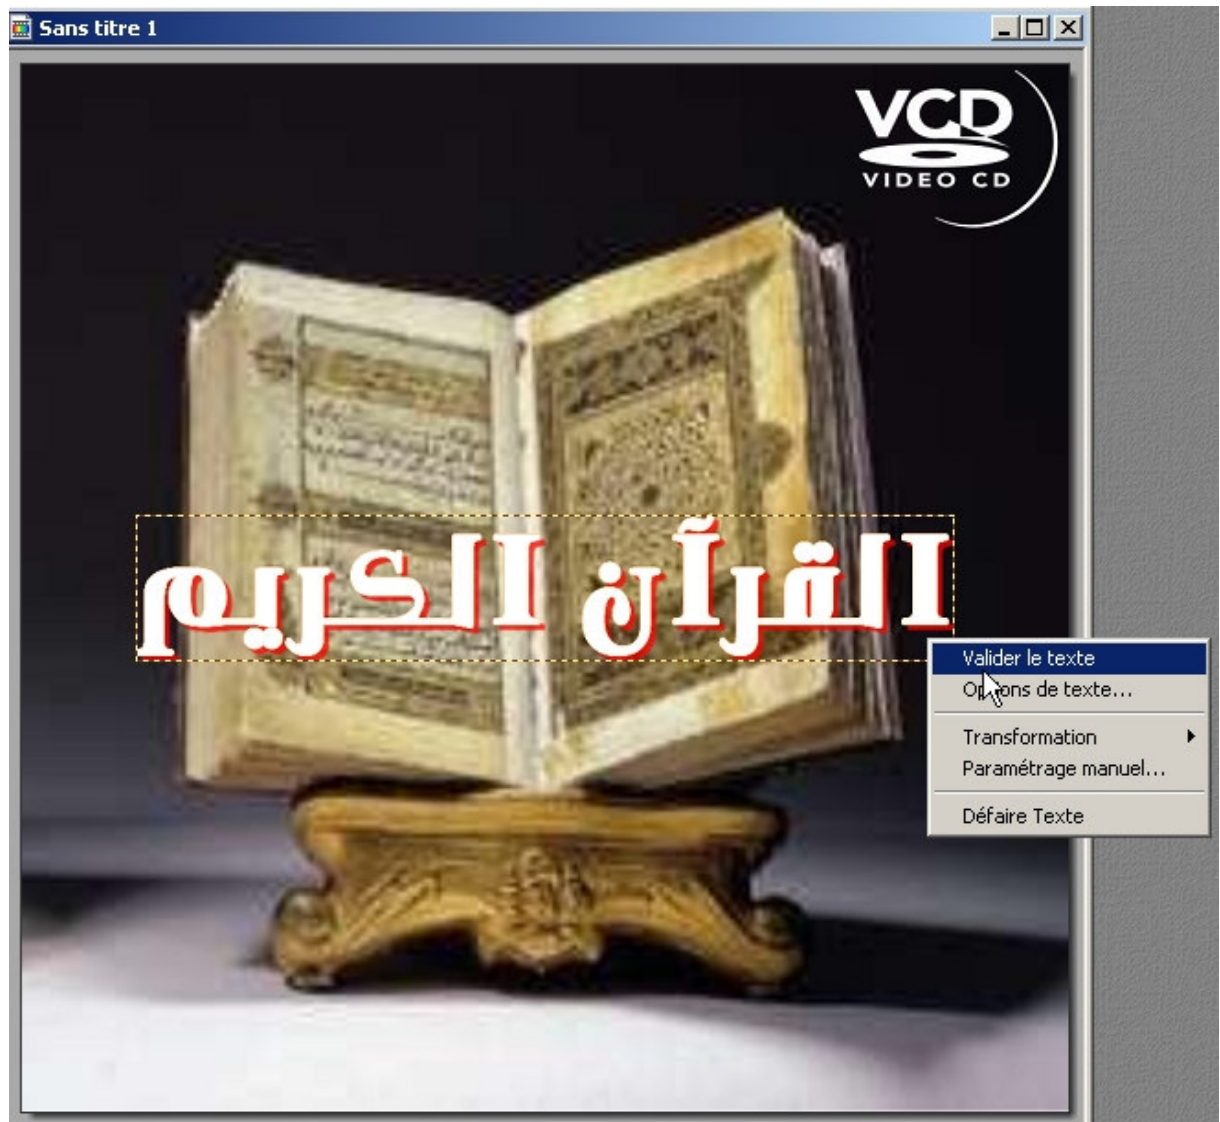 Sans titre 1
VCD
VIDEO CD
القرآن الكريم
Valider le texte
Options de texte...
Transformation
Paramétrage manuel...
Défaire Texte